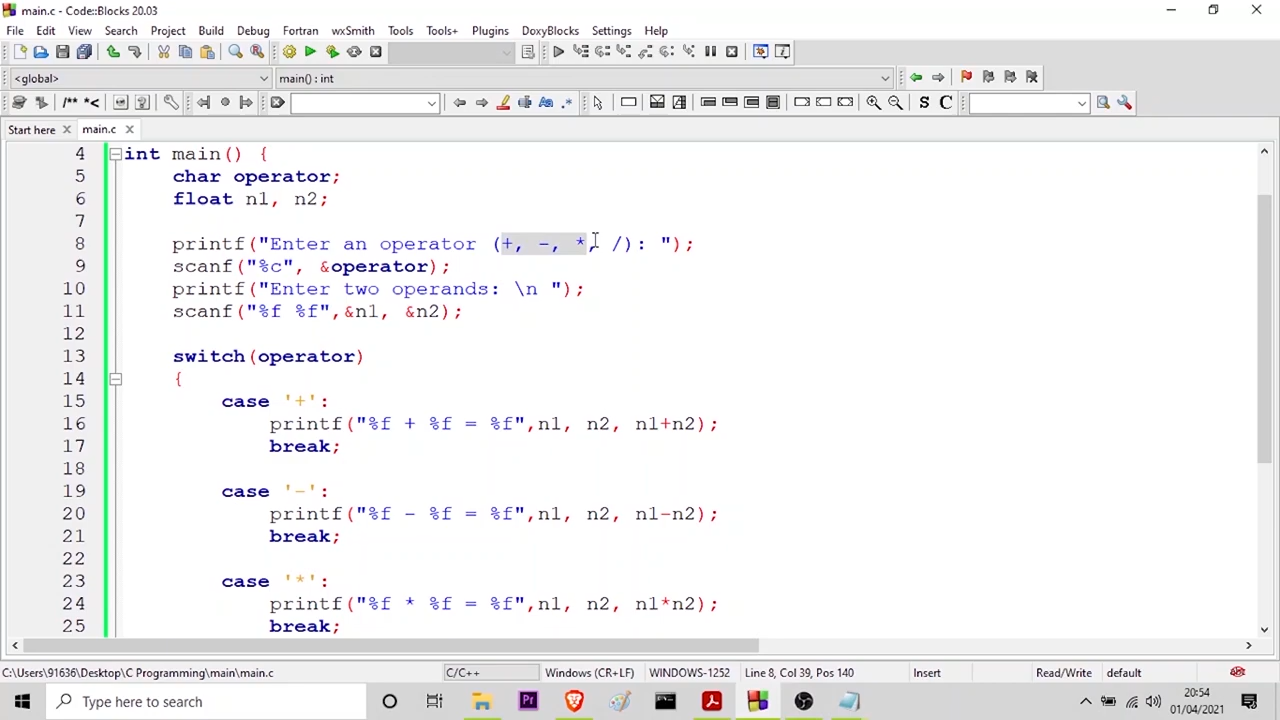 main.c - Code::Blocks 20.03
File Edit View Search Project Build Debug Fortran wxSmith Tools Tools+ Plugins DoxyBlocks Settings Help
<global> main() : int
/** *< Aa .* S C
Start here main.c
4 int main() {
5 char operator;
6 float n1, n2;
7
8 printf("Enter an operator (+, -, *, /): ");
9 scanf("%c", &operator);
10 printf("Enter two operands: \n ");
11 scanf("%f %f",&n1, &n2);
12
13 switch(operator)
14 {
15 case '+':
16 printf("%f + %f = %f",n1, n2, n1+n2);
17 break;
18
19 case '-':
20 printf("%f - %f = %f",n1, n2, n1-n2);
21 break;
22
23 case '*':
24 printf("%f * %f = %f",n1, n2, n1*n2);
25 break;
C:\Users\91636\Desktop\C Programming\main\main.c C/C++ Windows (CR+LF) WINDOWS-1252 Line 8, Col 39, Pos 140 Insert Read/Write default
Type here to search Pr 20:54
01/04/2021